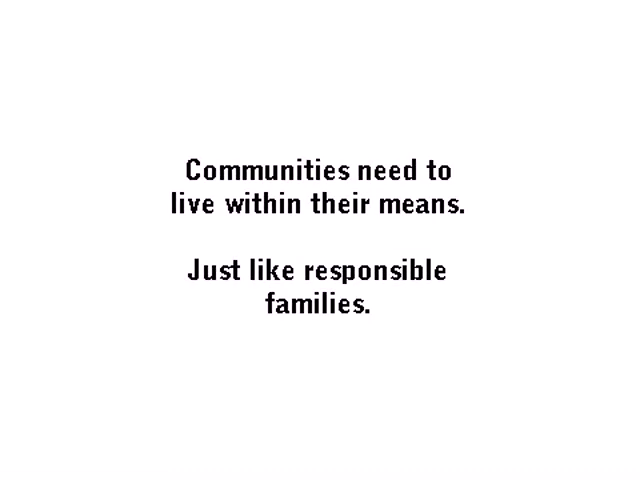 Communities need to
live within their means.
Just like responsible
families.